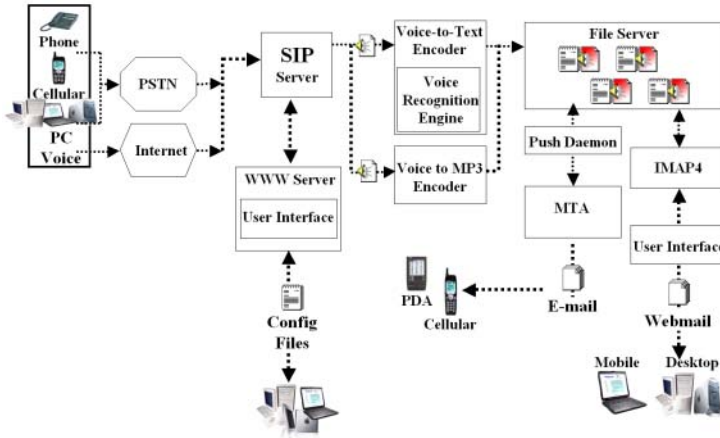 Phone
Cellular
PC
Voice
PSTN
Internet
SIP
Server
WWW Server
User Interface
Config
Files
Voice-to-Text
Encoder
Voice
Recognition
Engine
Voice to MP3
Encoder
File Server
Push Daemon
MTA
E-mail
PDA
Cellular
IMAP4
User Interface
Webmail
Mobile
Desktop